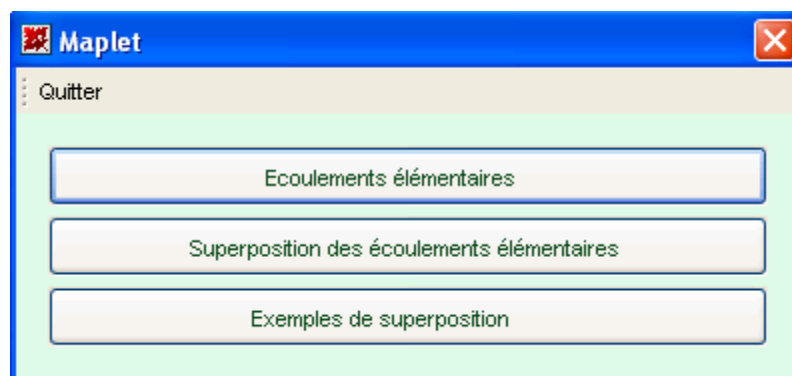 Maplet
Quitter
Ecoulements élémentaires
Superposition des écoulements élémentaires
Exemples de superposition